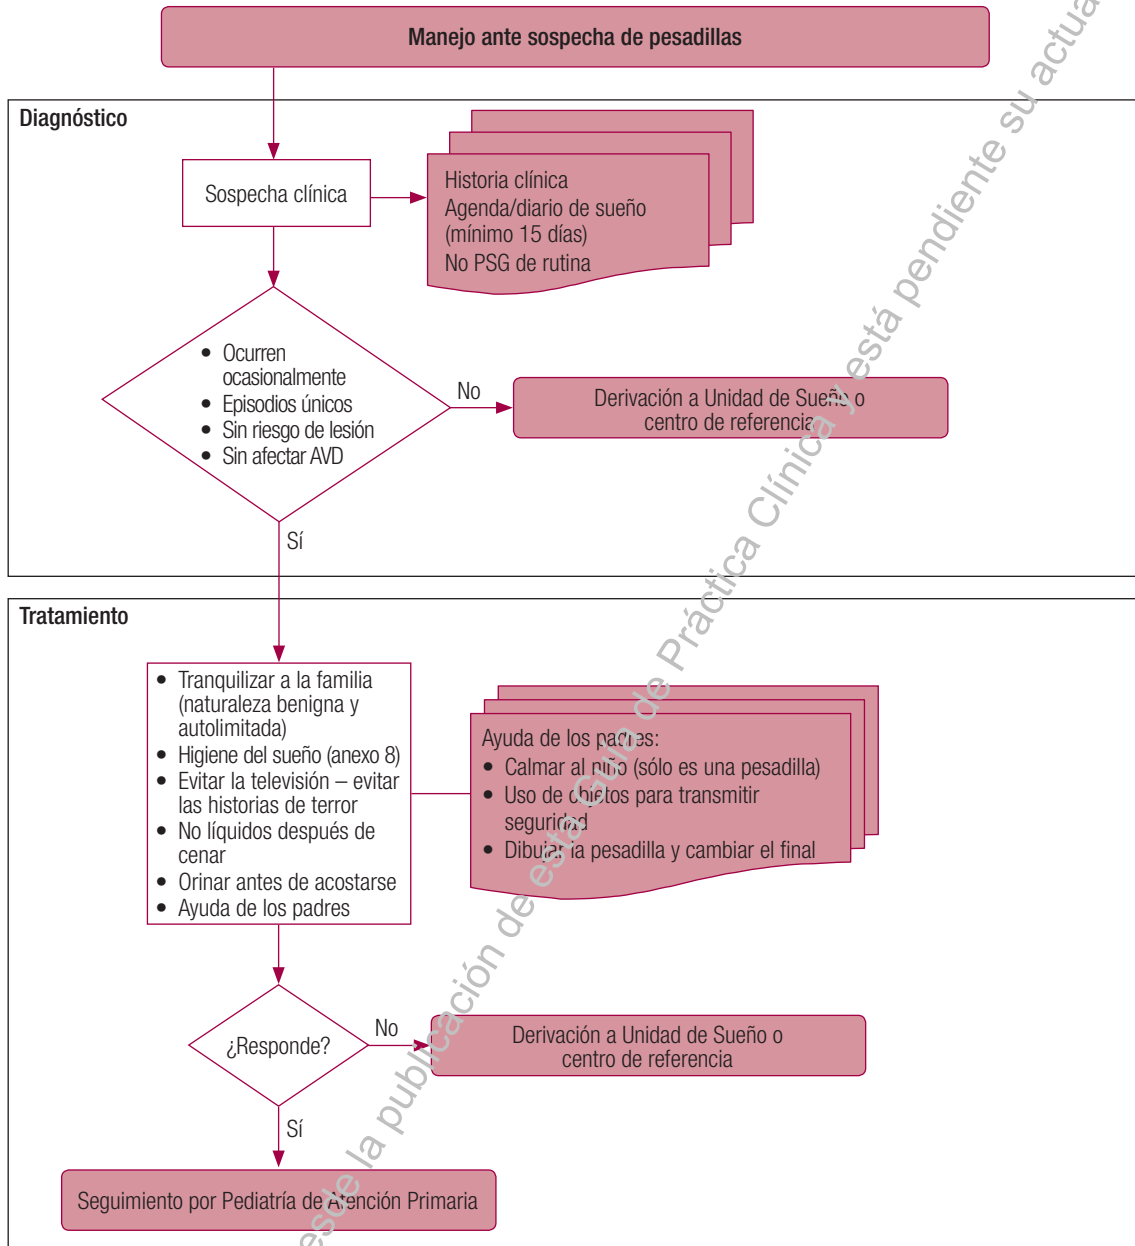 Manejo ante sospecha de pesadillas
Diagnóstico
Sospecha clínica
Historia clínica
Agenda/diario de sueño
(mínimo 15 días)
No PSG de rutina
• Ocurren
ocasionalmente
• Episodios únicos
• Sin riesgo de lesión
• Sin afectar AVD
No
Derivación a Unidad de Sueño o
centro de referencia
Sí
Tratamiento
• Tranquilizar a la familia
(naturaleza benigna y
autolimitada)
• Higiene del sueño (anexo 8)
• Evitar la televisión – evitar
las historias de terror
• No líquidos después de
cenar
• Orinar antes de acostarse
• Ayuda de los padres
Ayuda de los padres:
• Calmar al niño (sólo es una pesadilla)
• Uso de objetos para transmitir
seguridad
• Dibujar la pesadilla y cambiar el final
¿Responde?
No
Derivación a Unidad de Sueño o
centro de referencia
Sí
Seguimiento por Pediatría de Atención Primaria
desde la publicación de esta Guía de Práctica Clínica y está pendiente su